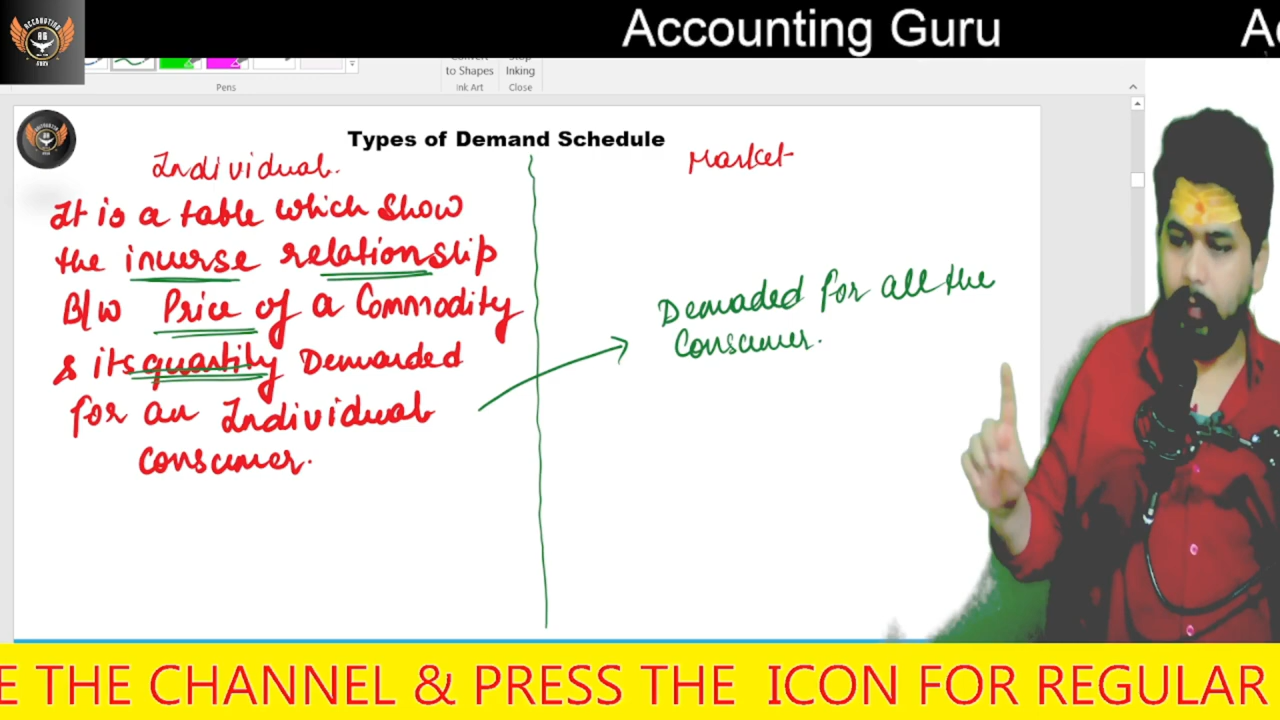 Accounting Guru
Ac
to Shapes
Inking
Pens
Ink Art
Close
Types of Demand Schedule
Individual.
Market
It is a table which show
the inverse relationship
B/w Price of a Commodity
& its quantity Demanded
for an Individual
consumer.
Demaded for all the
Consumer.
E THE CHANNEL & PRESS THE ICON FOR REGULAR